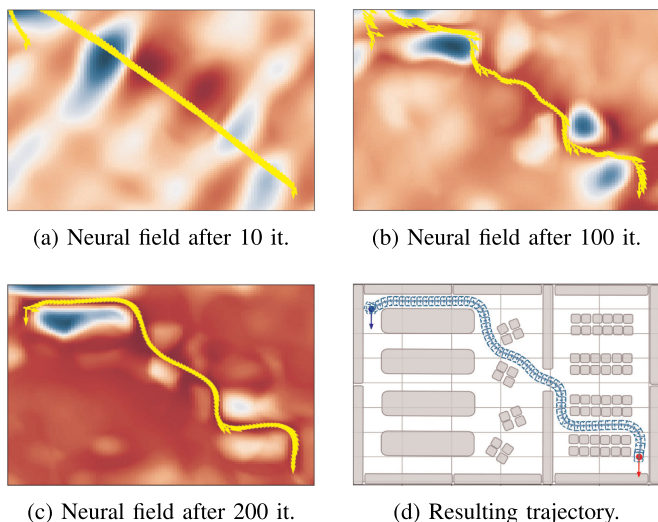 (a) Neural field after 10 it.
(b) Neural field after 100 it.
(c) Neural field after 200 it.
(d) Resulting trajectory.